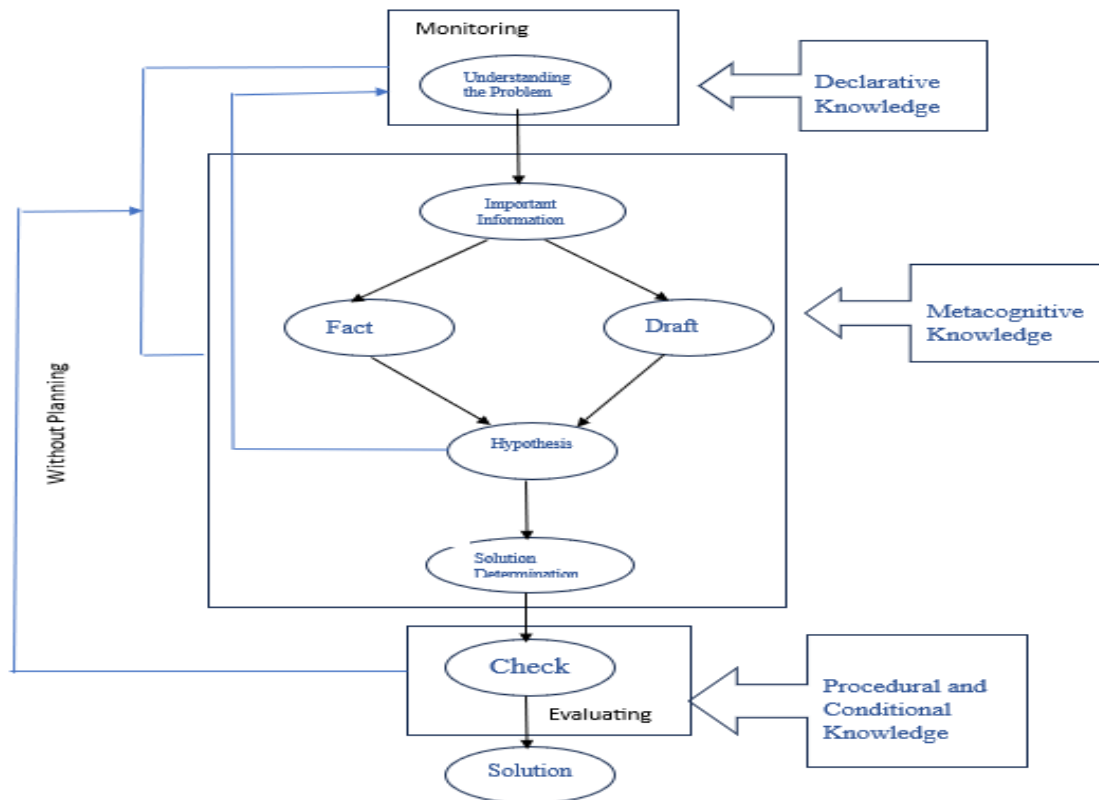 Monitoring
Understanding
the Problem
Declarative
Knowledge
Important
Information
Fact
Draft
Metacognitive
Knowledge
Without Planning
Hypothesis
Solution
Determination
Check
Evaluating
Procedural and
Conditional
Knowledge
Solution